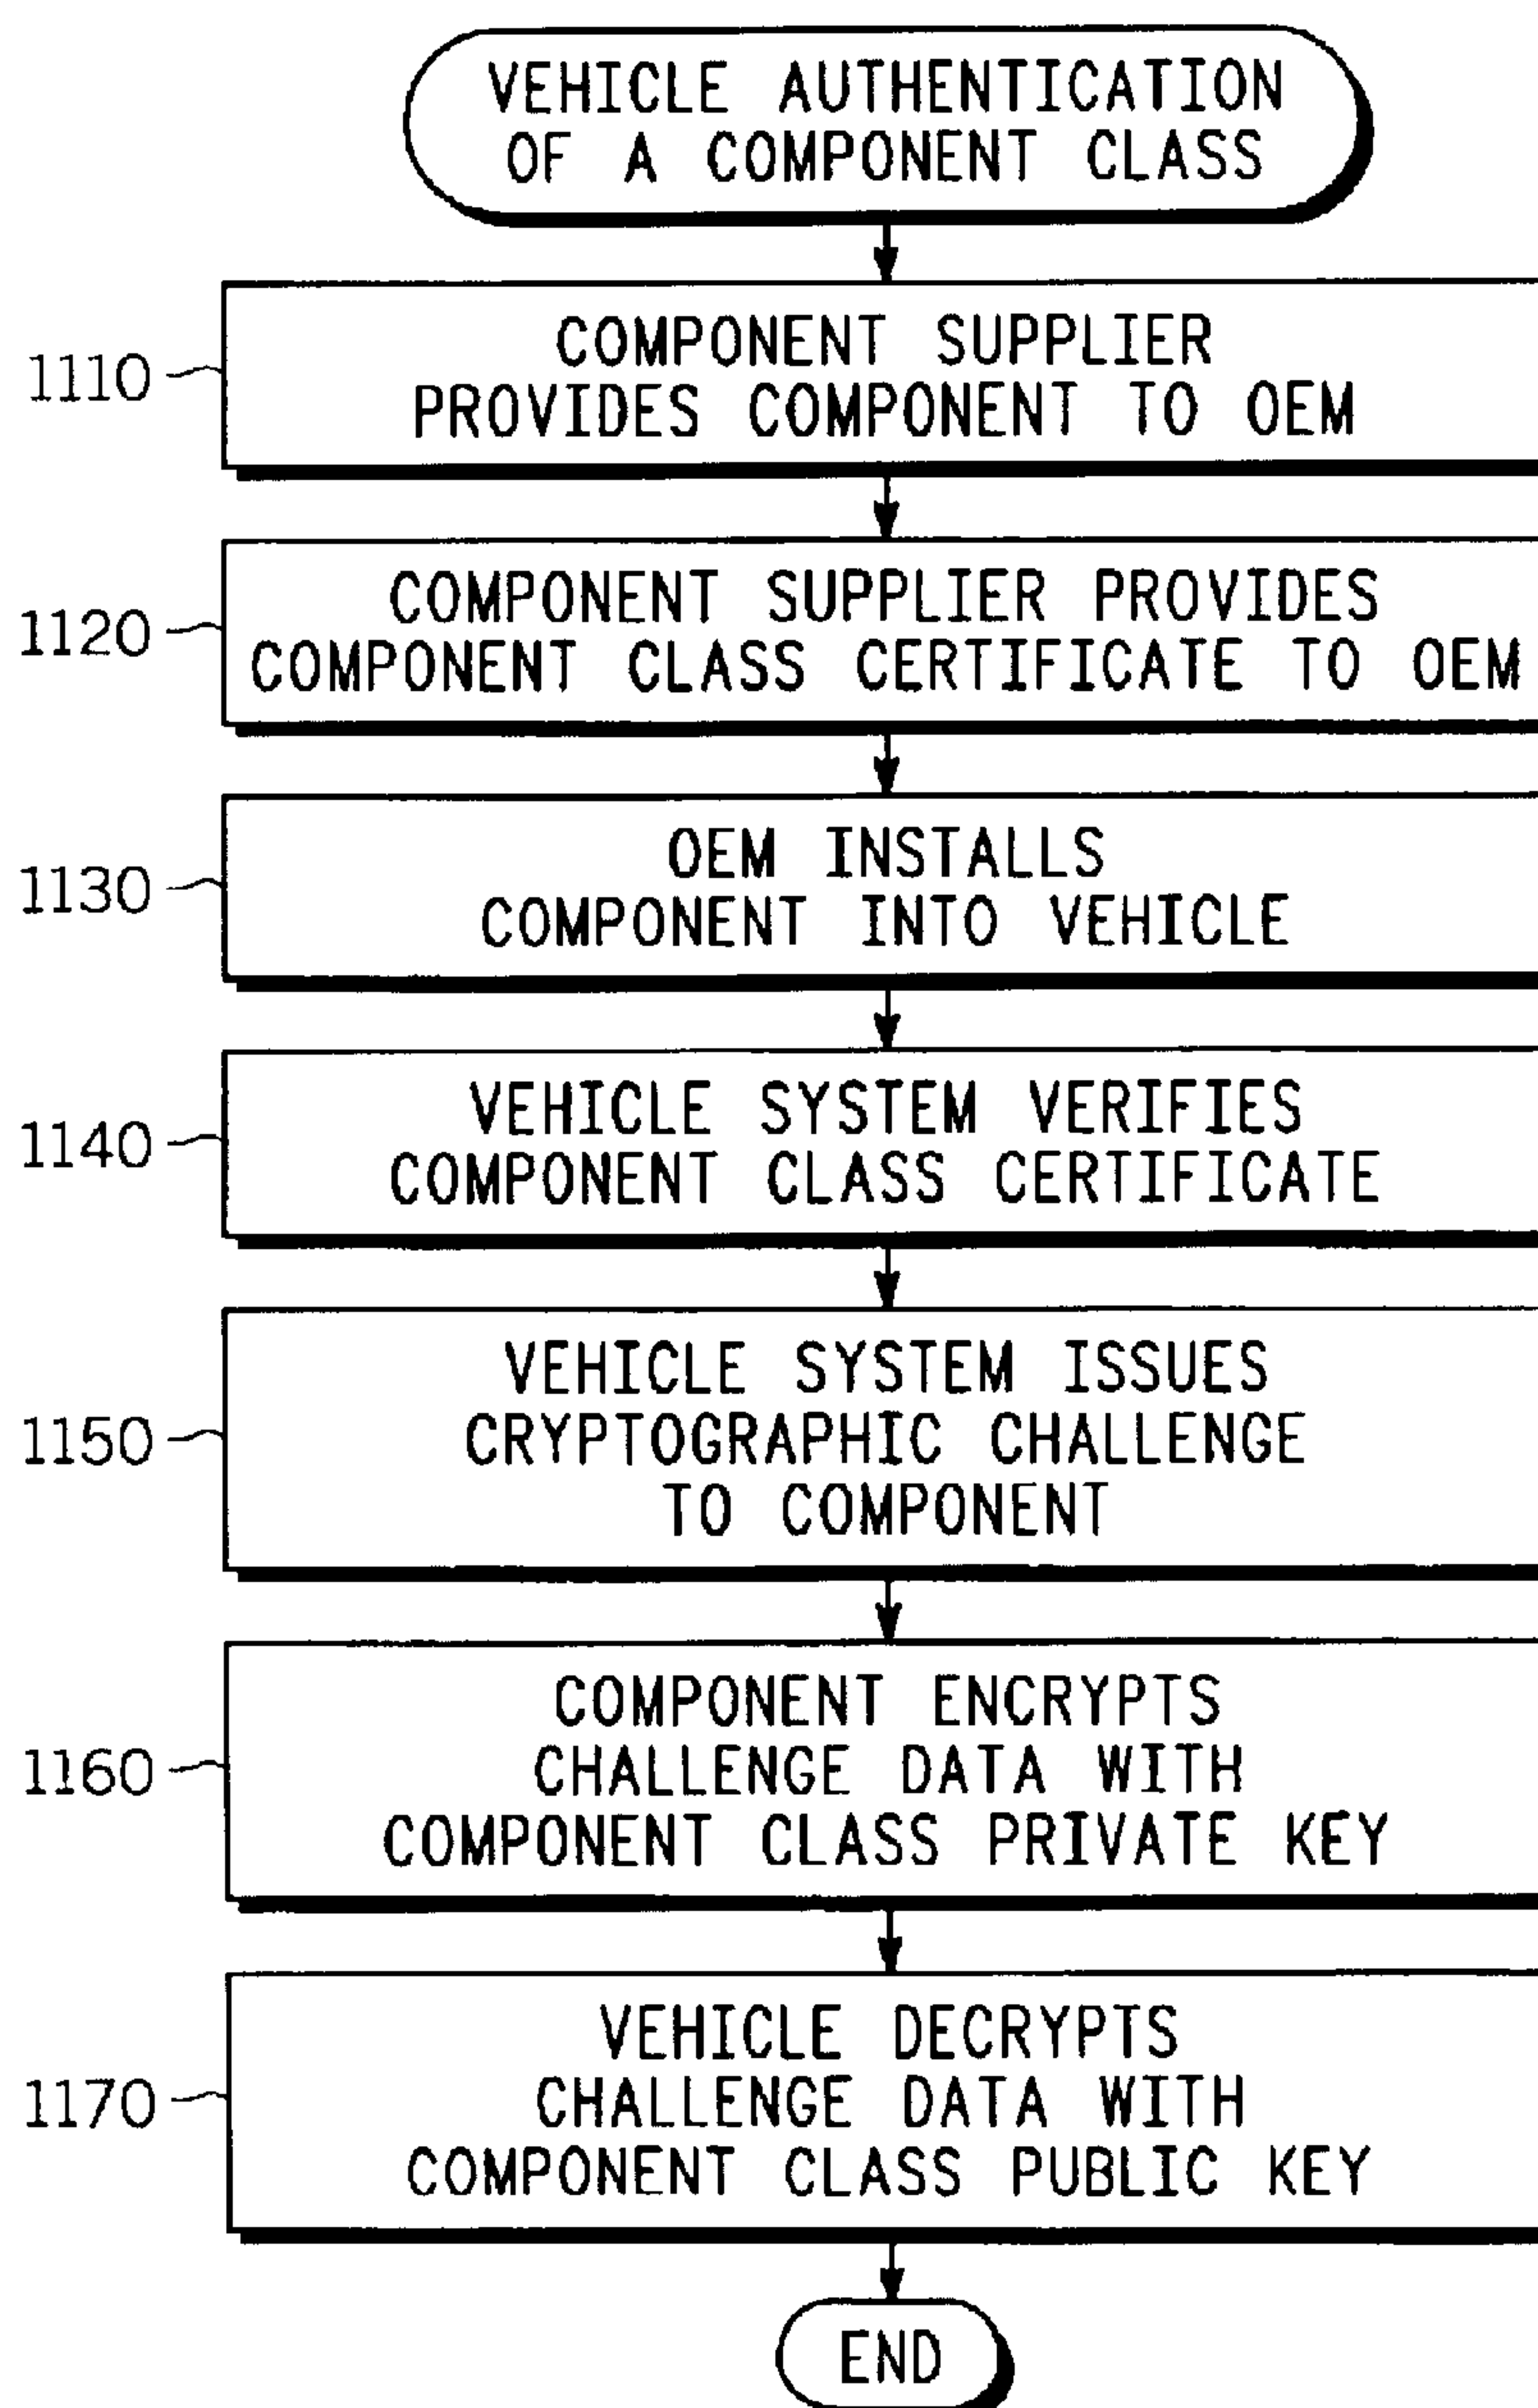 VEHICLE AUTHENTICATION
OF A COMPONENT CLASS
1110
COMPONENT SUPPLIER
PROVIDES COMPONENT TO OEM
1120
COMPONENT SUPPLIER PROVIDES
COMPONENT CLASS CERTIFICATE TO OEM
1130
OEM INSTALLS
COMPONENT INTO VEHICLE
1140
VEHICLE SYSTEM VERIFIES
COMPONENT CLASS CERTIFICATE
1150
VEHICLE SYSTEM ISSUES
CRYPTOGRAPHIC CHALLENGE
TO COMPONENT
1160
COMPONENT ENCRYPTS
CHALLENGE DATA WITH
COMPONENT CLASS PRIVATE KEY
1170
VEHICLE DECRYPTS
CHALLENGE DATA WITH
COMPONENT CLASS PUBLIC KEY
END